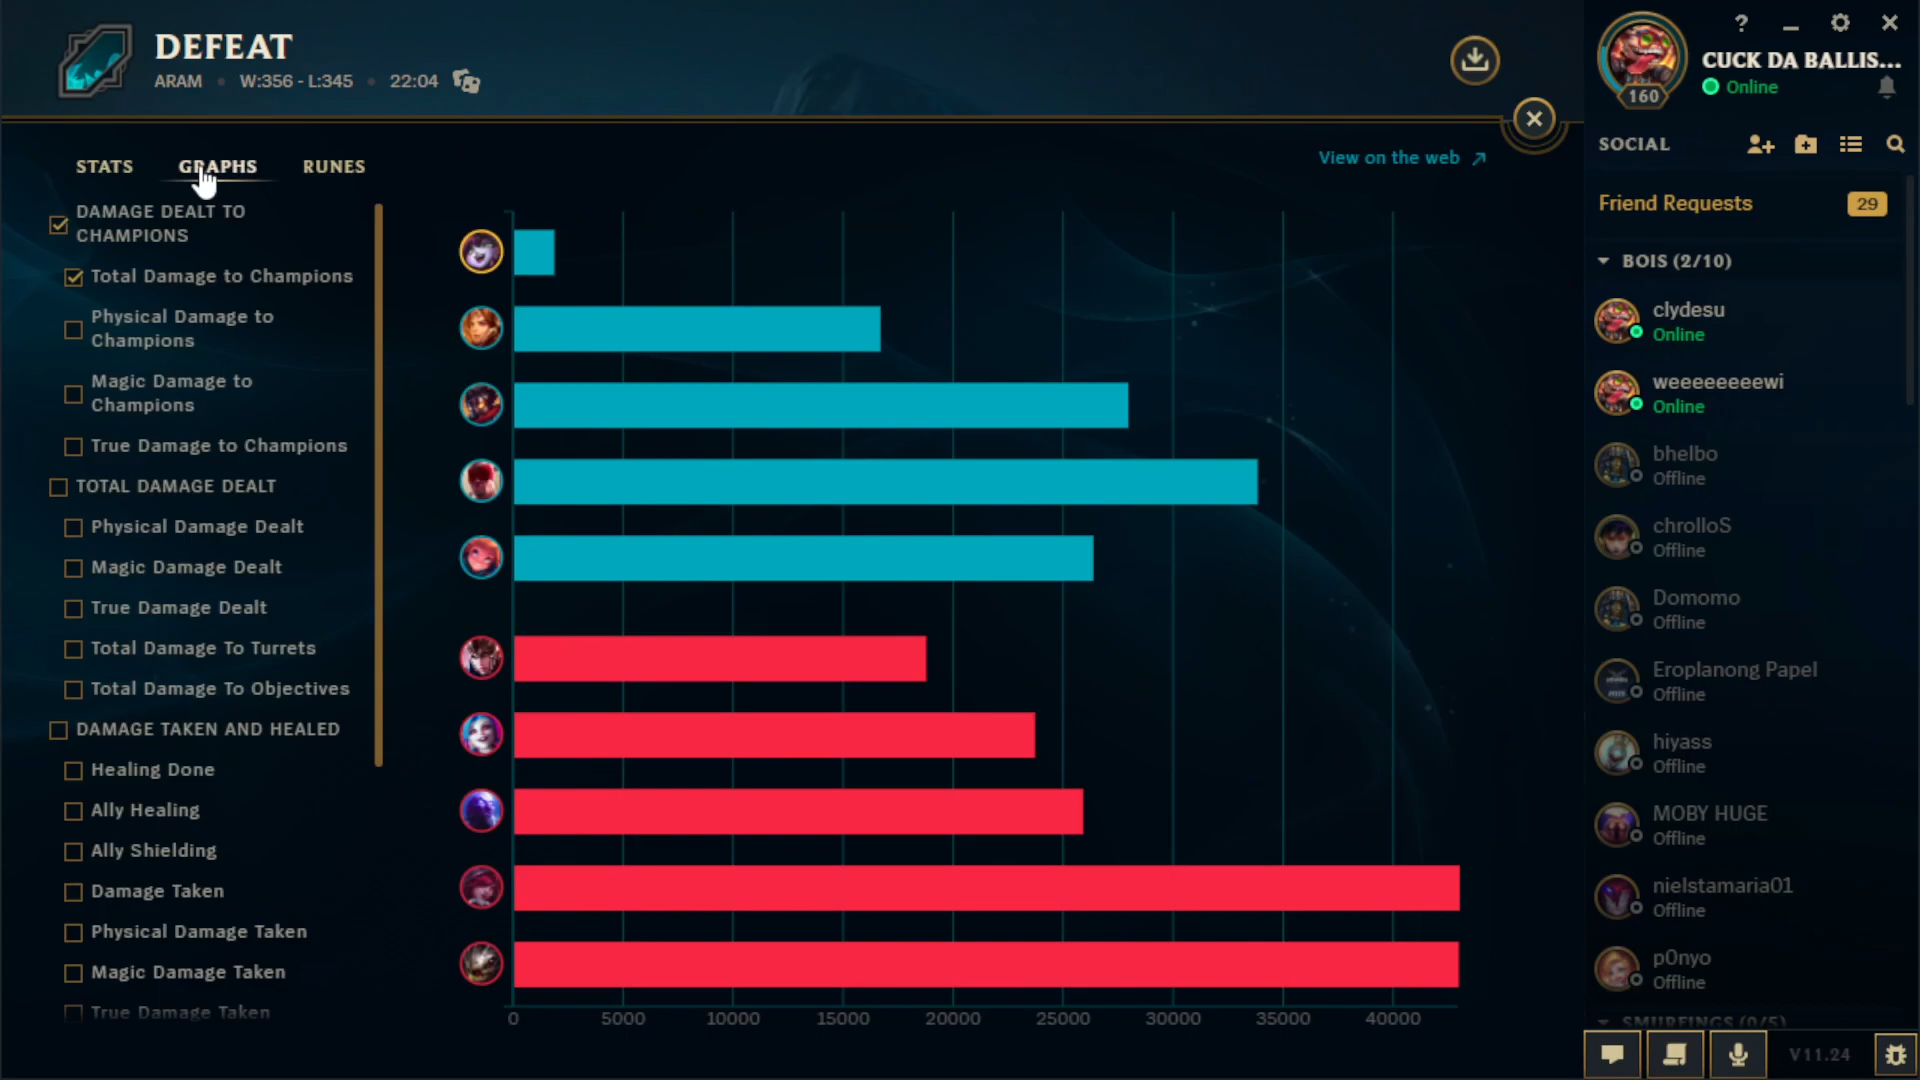 DEFEAT
ARAM • W:356 - L:345 • 22:04
?
CUCK DA BALLIS...
Online
160
SOCIAL
STATS
GRAPHS
RUNES
View on the web
Friend Requests
29
BOIS (2/10)
clydesu
Online
weeeeeeeewi
Online
bhelbo
Offline
chrolloS
Offline
Domomo
Offline
Eroplanong Papel
Offline
hiyass
Offline
MOBY HUGE
Offline
nielstamaria01
Offline
p0nyo
Offline
SMURFINGS (0/5)
V11.24
DAMAGE DEALT TO
CHAMPIONS
Total Damage to Champions
Physical Damage to
Champions
Magic Damage to
Champions
True Damage to Champions
TOTAL DAMAGE DEALT
Physical Damage Dealt
Magic Damage Dealt
True Damage Dealt
Total Damage To Turrets
Total Damage To Objectives
DAMAGE TAKEN AND HEALED
Healing Done
Ally Healing
Ally Shielding
Damage Taken
Physical Damage Taken
Magic Damage Taken
True Damage Taken
0 5000 10000 15000 20000 25000 30000 35000 40000